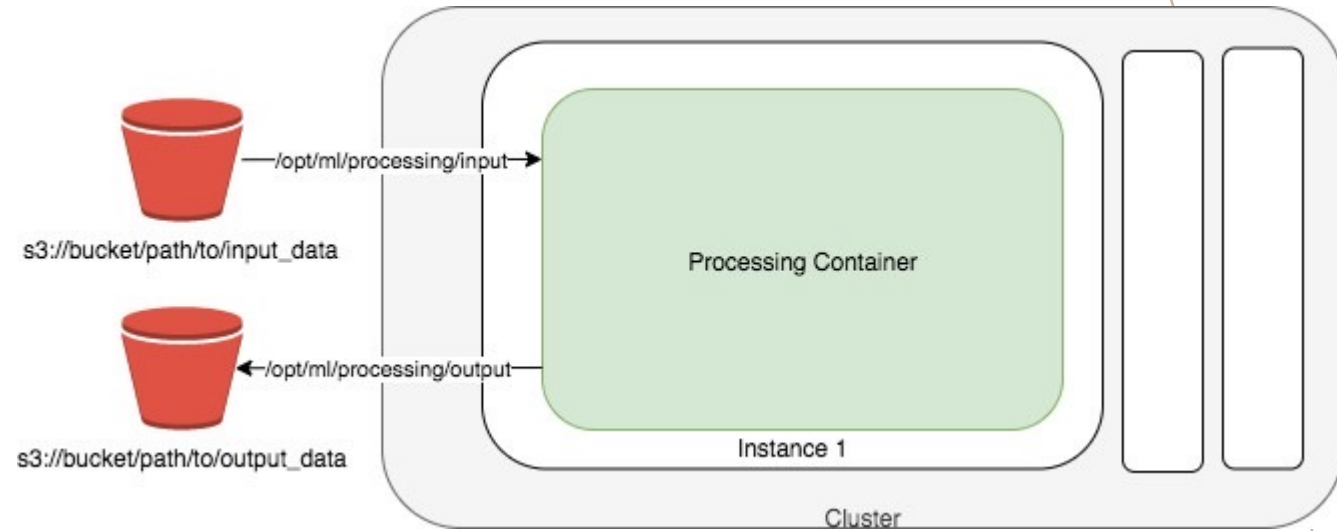 /opt/ml/processing/input
s3://bucket/path/to/input_data
Processing Container
/opt/ml/processing/output
s3://bucket/path/to/output_data
Instance 1
Cluster